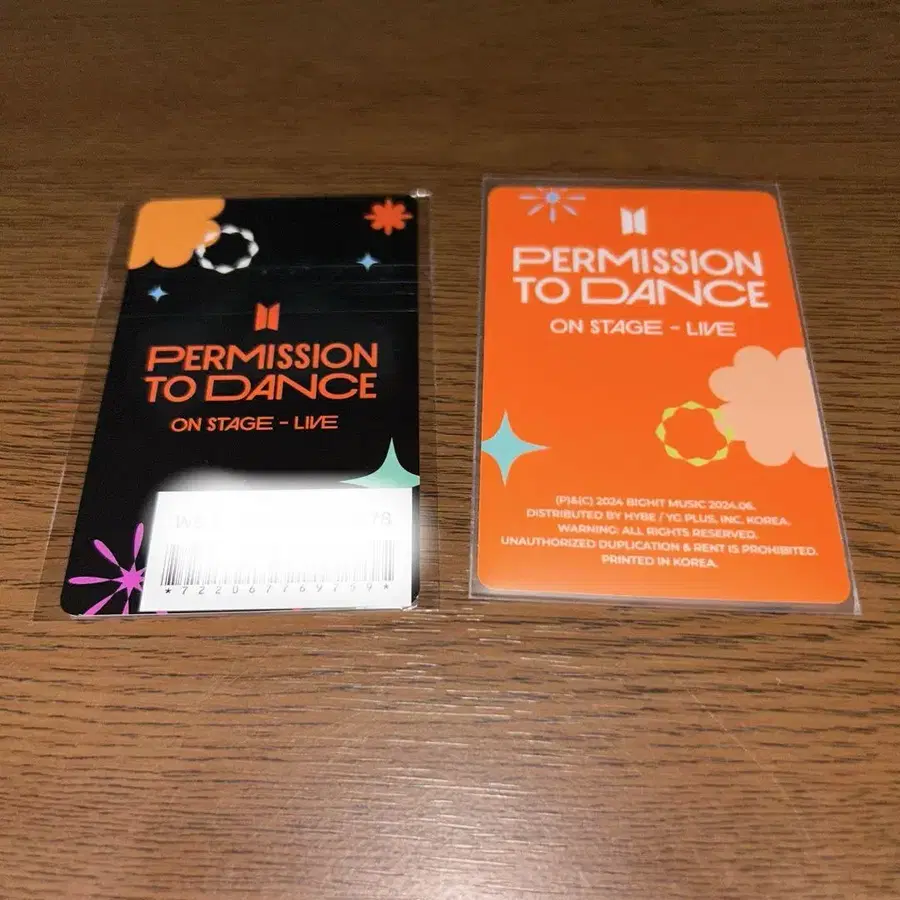 PERMISSION
TO DANCE
ON STAGE - LIVE
*722067769759*
PERMISSION
TO DANCE
ON STAGE - LIVE
(P)&(C) 2024 BIGHIT MUSIC 2024.06.
DISTRIBUTED BY HYBE / YG PLUS, INC. KOREA.
WARNING: ALL RIGHTS RESERVED.
UNAUTHORIZED DUPLICATION & RENT IS PROHIBITED.
PRINTED IN KOREA.